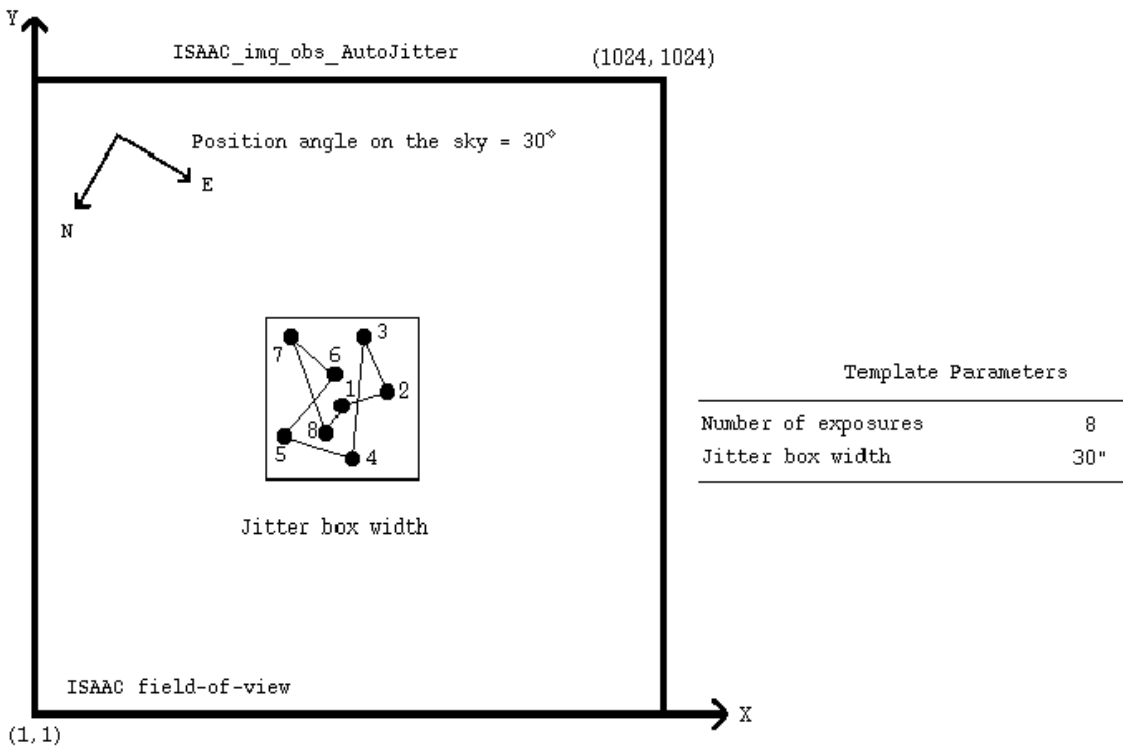 Y
ISAAC_img_obs_AutoJitter
(1024,1024)
Position angle on the sky = 30°
E
N
3
7
6
1
2
8
5
4
Jitter box width
Template Parameters
Number of exposures 8
Jitter box width 30"
ISAAC field-of-view
X
(1,1)